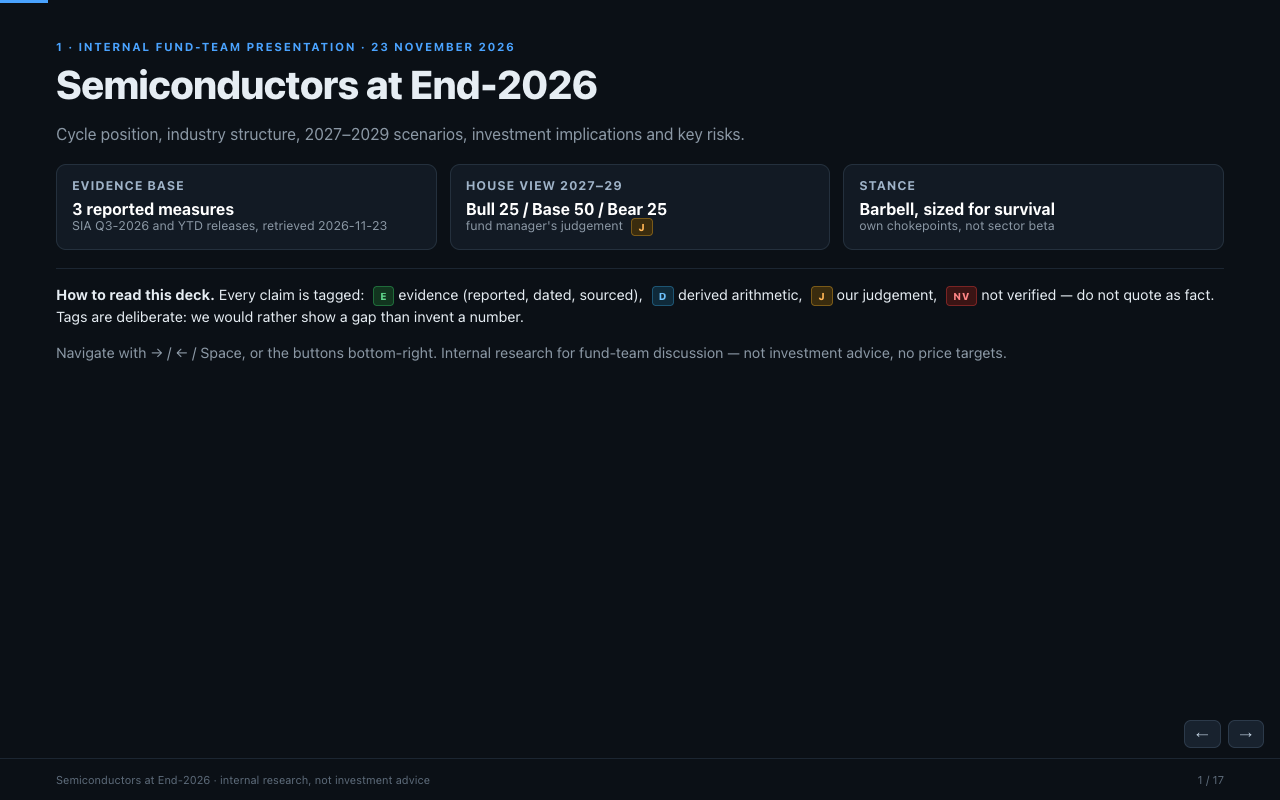 1 · INTERNAL FUND-TEAM PRESENTATION · 23 NOVEMBER 2026
Semiconductors at End-2026
Cycle position, industry structure, 2027–2029 scenarios, investment implications and key risks.
EVIDENCE BASE
3 reported measures
SIA Q3-2026 and YTD releases, retrieved 2026-11-23
HOUSE VIEW 2027–29
Bull 25 / Base 50 / Bear 25
fund manager's judgement J
STANCE
Barbell, sized for survival
own chokepoints, not sector beta
How to read this deck. Every claim is tagged: E evidence (reported, dated, sourced), D derived arithmetic, J our judgement, NV not verified — do not quote as fact.
Tags are deliberate: we would rather show a gap than invent a number.
Navigate with → / ← / Space, or the buttons bottom-right. Internal research for fund-team discussion — not investment advice, no price targets.
← →
Semiconductors at End-2026 · internal research, not investment advice
1 / 17